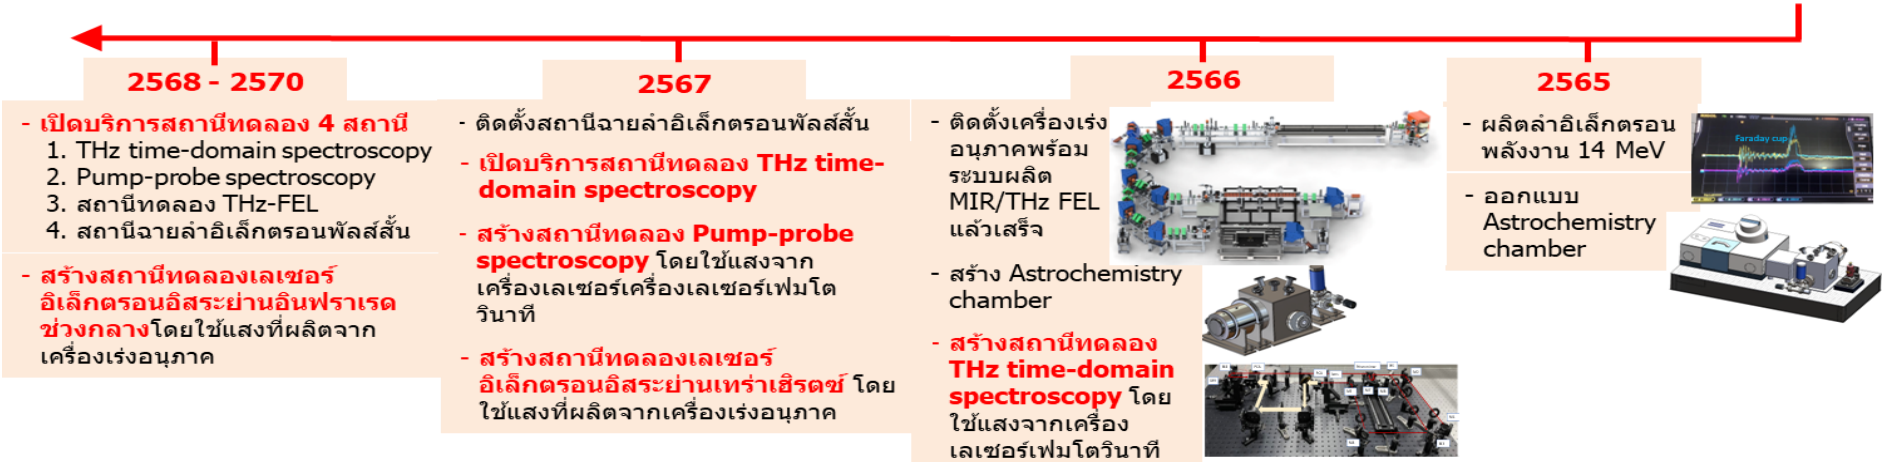 2568 - 2570
- เปิดบริการสถานีทดลอง 4 สถานี
1. THz time-domain spectroscopy
2. Pump-probe spectroscopy
3. สถานีทดลอง THz-FEL
4. สถานีฉายลำอิเล็กตรอนพัลส์สั้น
- สร้างสถานีทดลองเลเซอร์
อิเล็กตรอนอิสระย่านอินฟราเรด
ช่วงกลางโดยใช้แสงที่ผลิตจาก
เครื่องเร่งอนุภาค
2567
- ติดตั้งสถานีฉายลำอิเล็กตรอนพัลส์สั้น
- เปิดบริการสถานีทดลอง THz time-
domain spectroscopy
- สร้างสถานีทดลอง Pump-probe
spectroscopy โดยใช้แสงจาก
เครื่องเลเซอร์เครื่องเลเซอร์เฟมโต
วินาที
- สร้างสถานีทดลองเลเซอร์
อิเล็กตรอนอิสระย่านเทร่าเฮิรตซ์ โดย
ใช้แสงที่ผลิตจากเครื่องเร่งอนุภาค
2566
- ติดตั้งเครื่องเร่ง
อนุภาคพร้อม
ระบบผลิต
MIR/THz FEL
แล้วเสร็จ
- สร้าง Astrochemistry
chamber
- สร้างสถานีทดลอง
THz time-domain
spectroscopy โดย
ใช้แสงจากเครื่อง
เลเซอร์เฟมโตวินาที
2565
- ผลิตลำอิเล็กตรอน
พลังงาน 14 MeV
- ออกแบบ
Astrochemistry
chamber
Faraday cup